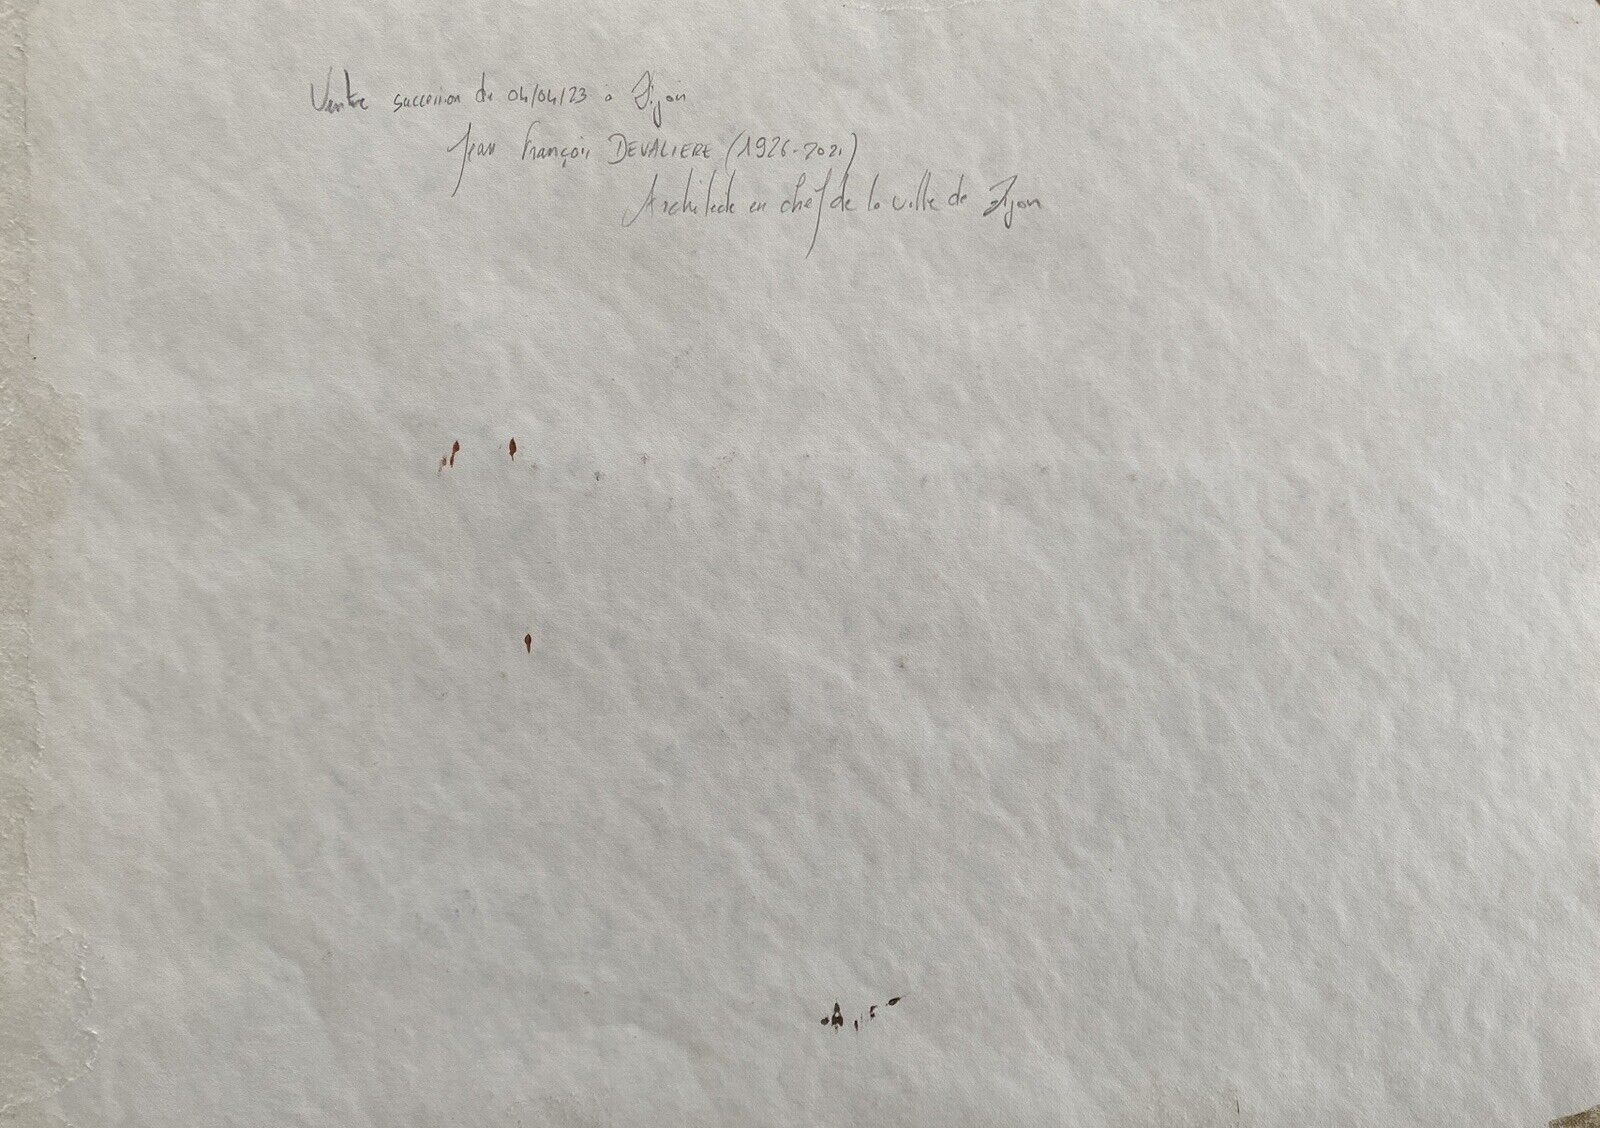 Vente succession du 04/04/23 à Dijon
Jean François DEVALIERE (1926-2021)
Architecte en chef de la ville de Dijon